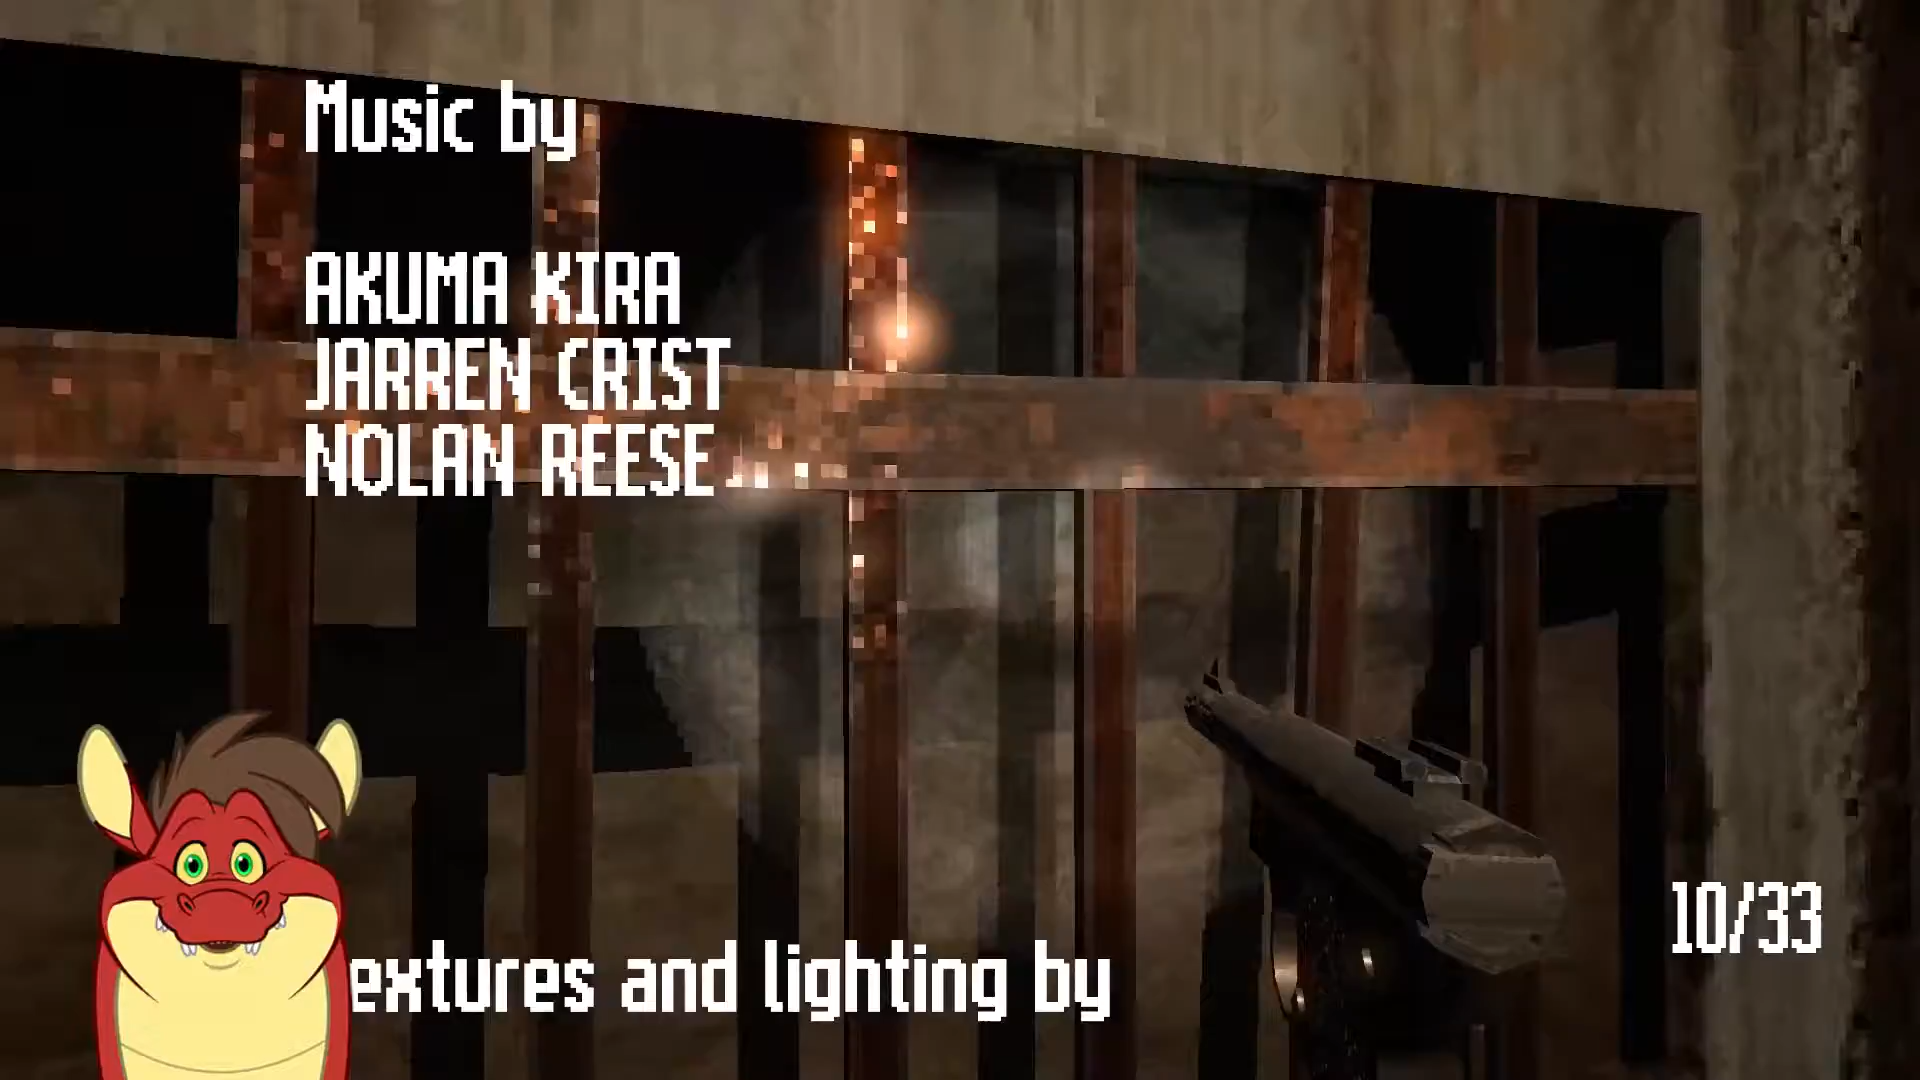 Music by
AKUMA KIRA
JARREN CRIST
NOLAN REESE
extures and lighting by
10/33